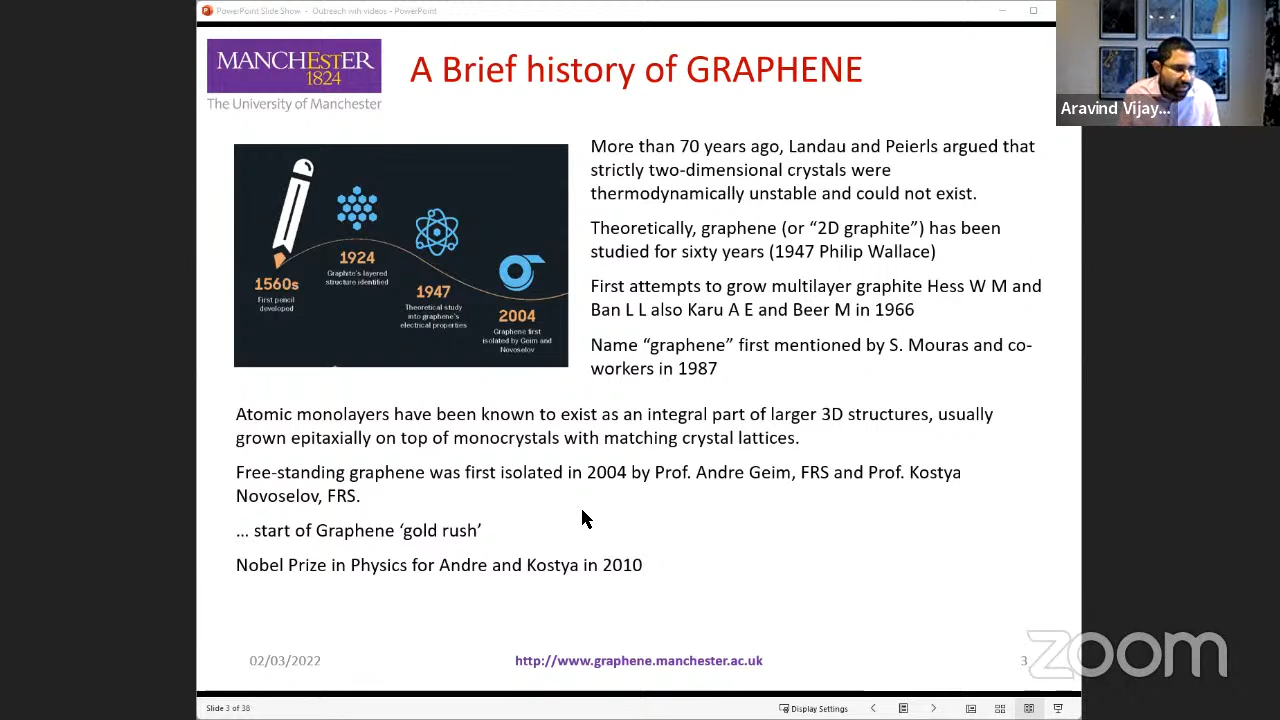 PowerPoint Slide Show - Outreach with videos - PowerPoint
MANCHESTER
1824
The University of Manchester
A Brief history of GRAPHENE
Aravind Vijay...
1560s
First pencil
developed
1924
Graphite's layered
structure identified
1947
Theoretical study
into graphene's
electrical properties
2004
Graphene first
isolated by Geim and
Novoselov
More than 70 years ago, Landau and Peierls argued that
strictly two-dimensional crystals were
thermodynamically unstable and could not exist.
Theoretically, graphene (or “2D graphite”) has been
studied for sixty years (1947 Philip Wallace)
First attempts to grow multilayer graphite Hess W M and
Ban L L also Karu A E and Beer M in 1966
Name “graphene” first mentioned by S. Mouras and co-
workers in 1987
Atomic monolayers have been known to exist as an integral part of larger 3D structures, usually
grown epitaxially on top of monocrystals with matching crystal lattices.
Free-standing graphene was first isolated in 2004 by Prof. Andre Geim, FRS and Prof. Kostya
Novoselov, FRS.
… start of Graphene ‘gold rush’
Nobel Prize in Physics for Andre and Kostya in 2010
02/03/2022
http://www.graphene.manchester.ac.uk
3
zoom
Slide 3 of 38
Display Settings